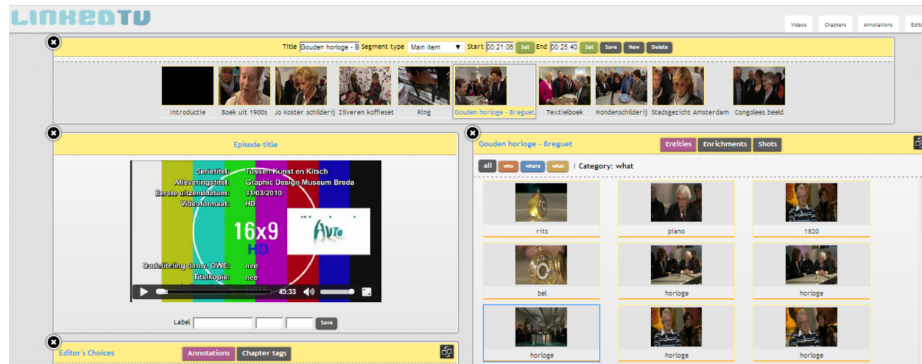 LINKEDTV
Videos Chapters Annotations Edit
Title Gouden horloge - B Segment type Main item Start 00:21:06 Set End 00:25:40 Set Save New Delete
Introductie Boek uit 1900s Jo Koster schilderij Zilveren koffieset Ring Gouden horloge - Breguet Textielboek Hondenschilderij Stadsgezicht Amsterdam Congolees beeld
Episode title
Serietitel: Tussen Kunst en Kitsch
Afleveringstitel: Graphic Design Museum Breda
Eerste uitzenddatum: 31/03/2010
Videoformaat: HD
16x9
HD
Avro
Ondertiteling d.m.v. OWE: nee
Titelkopie: nee
45:33
Label Save
Editor's Choices Annotations Chapter tags
Gouden horloge - Breguet Entities Enrichments Shots
all who where what | Category: what
rits piano 1820
bel horloge horloge
horloge horloge horloge